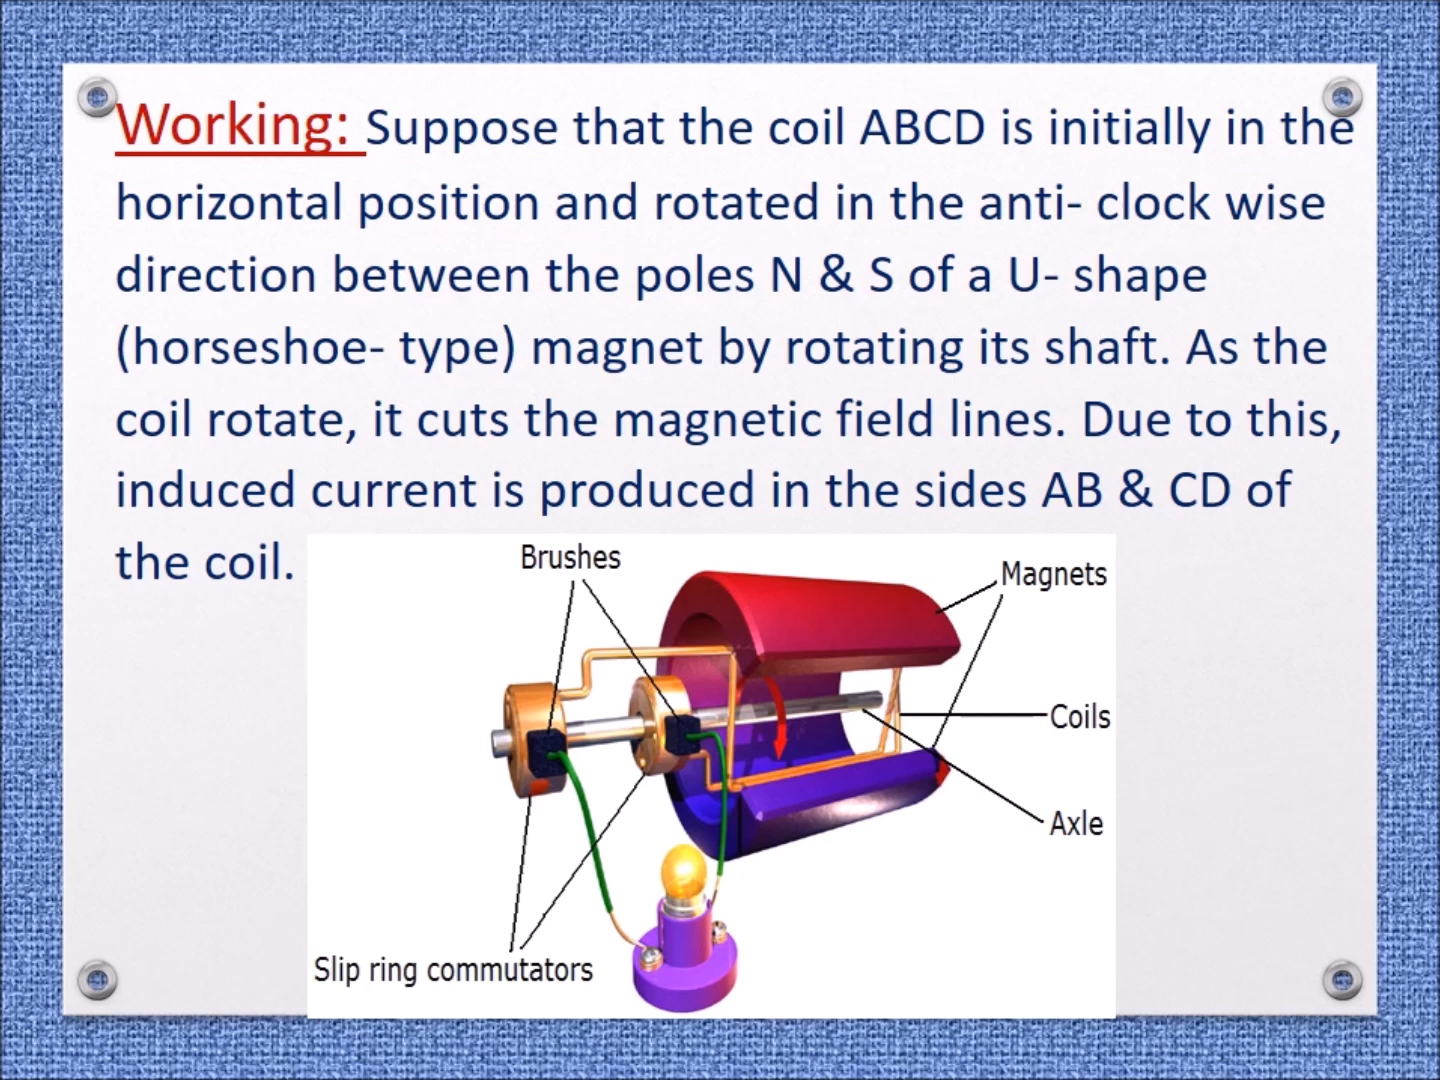 Working: Suppose that the coil ABCD is initially in the
horizontal position and rotated in the anti- clock wise
direction between the poles N & S of a U- shape
(horseshoe- type) magnet by rotating its shaft. As the
coil rotate, it cuts the magnetic field lines. Due to this,
induced current is produced in the sides AB & CD of
the coil.
Brushes
Magnets
Coils
Axle
Slip ring commutators